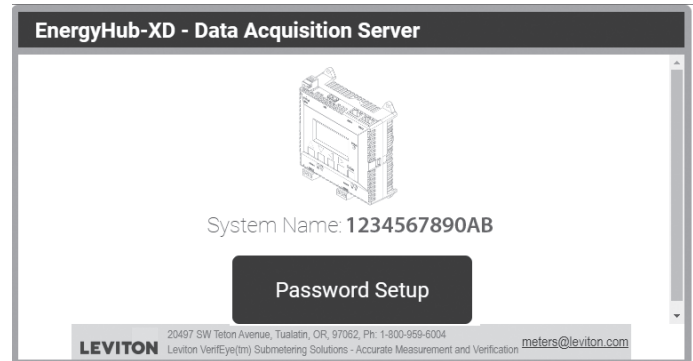 EnergyHub-XD - Data Acquisition Server
System Name: 1234567890AB
Password Setup
LEVITON
20497 SW Teton Avenue, Tualatin, OR, 97062, Ph: 1-800-959-6004
Leviton VerifEye(tm) Submetering Solutions - Accurate Measurement and Verification
meters@leviton.com